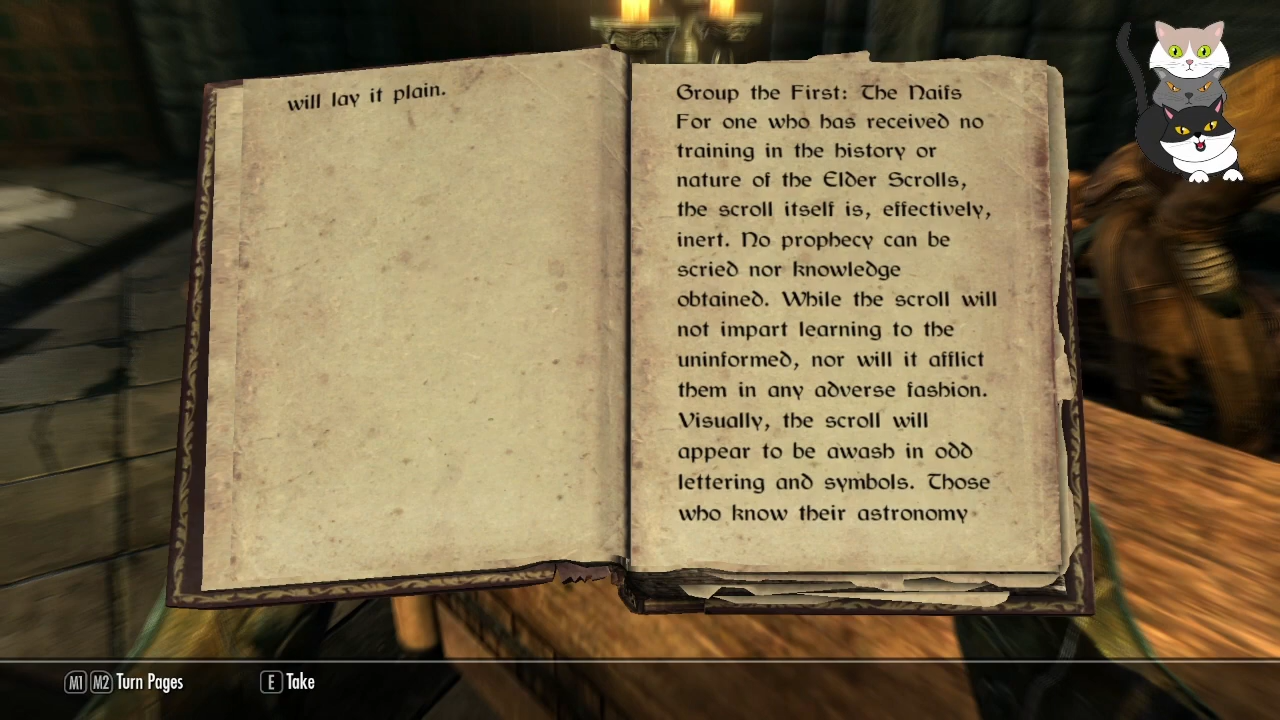 will lay it plain.
Group the First: The Naifs
For one who has received no
training in the history or
nature of the Elder Scrolls,
the scroll itself is, effectively,
inert. No prophecy can be
scried nor knowledge
obtained. While the scroll will
not impart learning to the
uninformed, nor will it afflict
them in any adverse fashion.
Visually, the scroll will
appear to be awash in odd
lettering and symbols. Those
who know their astronomy
M1 M2 Turn Pages
E Take